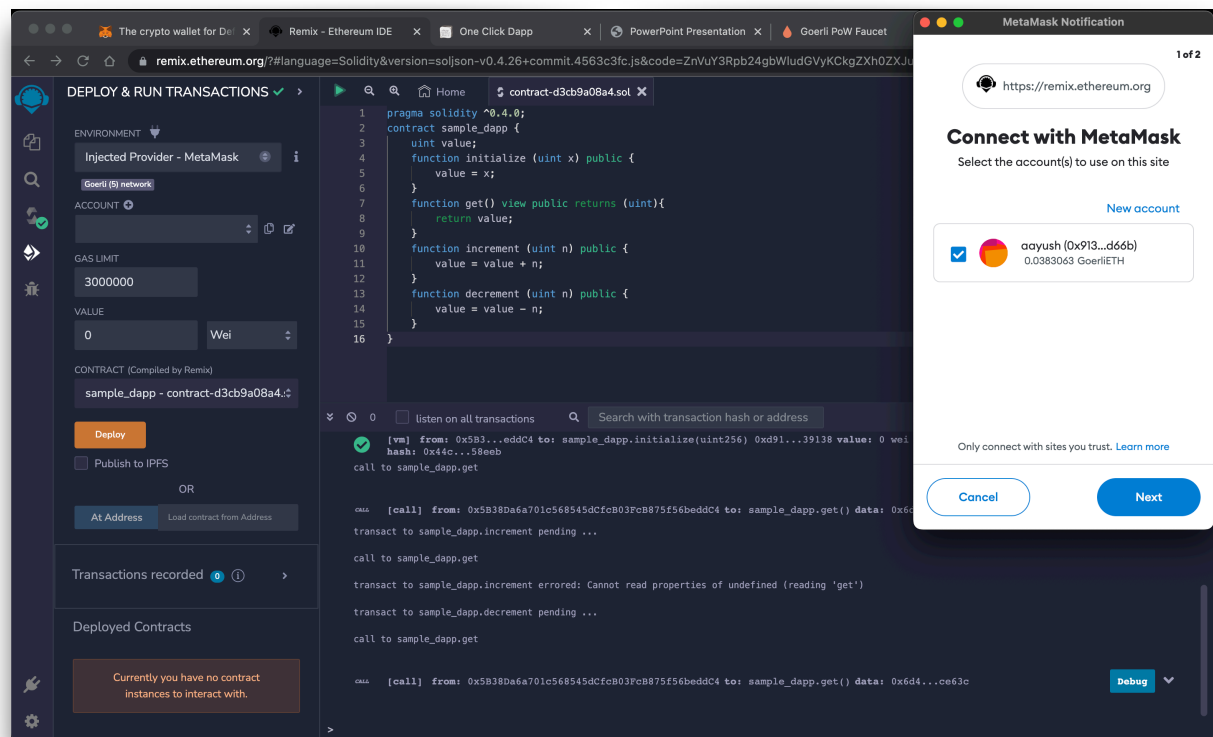 The crypto wallet for De
Remix - Ethereum IDE
One Click Dapp
PowerPoint Presentation
Goerli PoW Faucet
remix.ethereum.org/?#language=Solidity&version=soljson-v0.4.26+commit.4563c3fc.js&code=ZnVuY3Rpb24gbWludGVyKCkgZXh0ZXJu
DEPLOY & RUN TRANSACTIONS
ENVIRONMENT
Injected Provider - MetaMask
i
Goerli (5) network
ACCOUNT
GAS LIMIT
3000000
VALUE
0
Wei
CONTRACT (Compiled by Remix)
sample_dapp - contract-d3cb9a08a4.
Deploy
Publish to IPFS
OR
At Address
Load contract from Address
Transactions recorded 0 i
Deployed Contracts
Currently you have no contract
instances to interact with.
Home
contract-d3cb9a08a4.sol
1 pragma solidity ^0.4.0;
2 contract sample_dapp {
3 uint value;
4 function initialize (uint x) public {
5 value = x;
6 }
7 function get() view public returns (uint){
8 return value;
9 }
10 function increment (uint n) public {
11 value = value + n;
12 }
13 function decrement (uint n) public {
14 value = value - n;
15 }
16 }
0
listen on all transactions
Search with transaction hash or address
[vm] from: 0x5B3...eddC4 to: sample_dapp.initialize(uint256) 0xd91...39138 value: 0 wei
hash: 0x44c...58eeb
call to sample_dapp.get
CALL [call] from: 0x5B38Da6a701c568545dCfcB03FcB875f56beddC4 to: sample_dapp.get() data: 0x6d
transact to sample_dapp.increment pending ...
call to sample_dapp.get
transact to sample_dapp.increment errored: Cannot read properties of undefined (reading 'get')
transact to sample_dapp.decrement pending ...
call to sample_dapp.get
CALL [call] from: 0x5B38Da6a701c568545dCfcB03FcB875f56beddC4 to: sample_dapp.get() data: 0x6d4...ce63c
Debug
>
MetaMask Notification
1 of 2
https://remix.ethereum.org
Connect with MetaMask
Select the account(s) to use on this site
New account
aayush (0x913...d66b)
0.0383063 GoerliETH
Only connect with sites you trust. Learn more
Cancel
Next